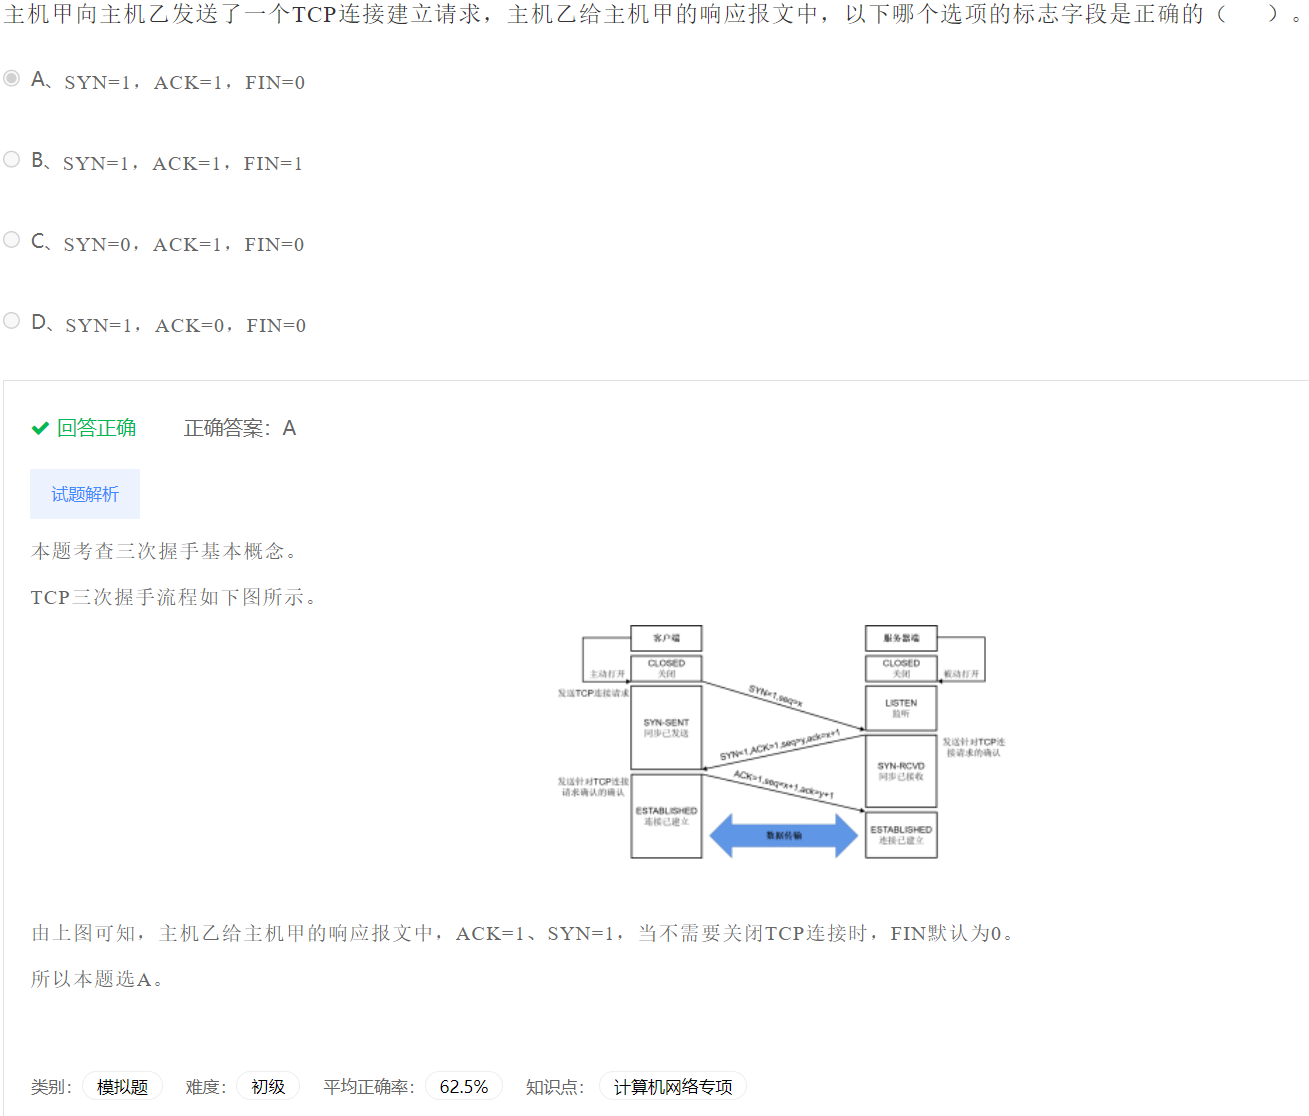 主机甲向主机乙发送了一个TCP连接建立请求，主机乙给主机甲的响应报文中，以下哪个选项的标志字段是正确的（　　）。
A、SYN=1，ACK=1，FIN=0
B、SYN=1，ACK=1，FIN=1
C、SYN=0，ACK=1，FIN=0
D、SYN=1，ACK=0，FIN=0
回答正确 正确答案：A
试题解析
本题考查三次握手基本概念。
TCP三次握手流程如下图所示。
客户端
服务器端
CLOSED
关闭
CLOSED
关闭
主动打开
被动打开
发送TCP连接请求
SYN=1,seq=x
LISTEN
监听
SYN-SENT
同步已发送
SYN=1,ACK=1,seq=y,ack=x+1
发送针对TCP连
接请求的确认
SYN-RCVD
同步已接收
发送针对TCP连接
请求确认的确认
ACK=1,seq=x+1,ack=y+1
ESTABLISHED
连接已建立
数据传输
ESTABLISHED
连接已建立
由上图可知，主机乙给主机甲的响应报文中，ACK=1、SYN=1，当不需要关闭TCP连接时，FIN默认为0。
所以本题选A。
类别： 模拟题 难度： 初级 平均正确率： 62.5% 知识点： 计算机网络专项